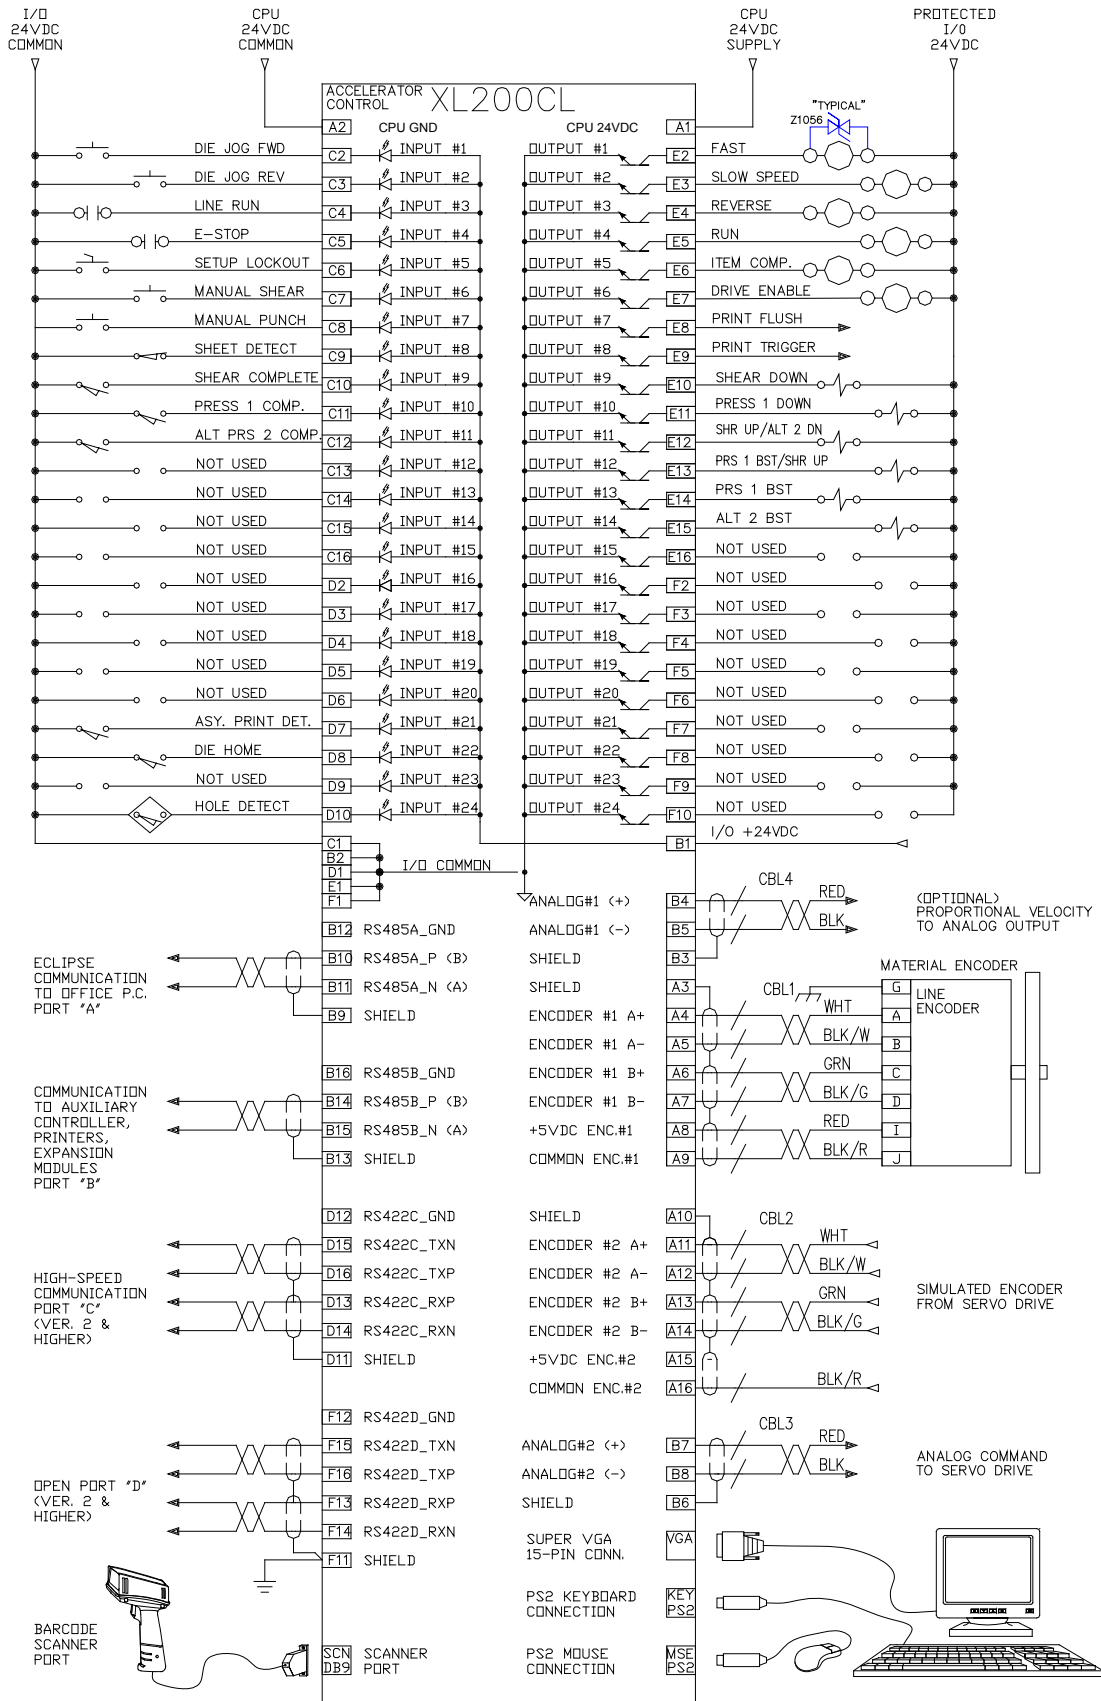 I/O
24VDC
COMMON
CPU
24VDC
COMMON
CPU
24VDC
SUPPLY
PROTECTED
I/O
24VDC
ACCELERATOR
CONTROL
XL200CL
"TYPICAL"
Z1056
A2 CPU GND CPU 24VDC A1
DIE JOG FWD C2 INPUT #1 OUTPUT #1 E2 FAST
DIE JOG REV C3 INPUT #2 OUTPUT #2 E3 SLOW SPEED
LINE RUN C4 INPUT #3 OUTPUT #3 E4 REVERSE
E-STOP C5 INPUT #4 OUTPUT #4 E5 RUN
SETUP LOCKOUT C6 INPUT #5 OUTPUT #5 E6 ITEM COMP.
MANUAL SHEAR C7 INPUT #6 OUTPUT #6 E7 DRIVE ENABLE
MANUAL PUNCH C8 INPUT #7 OUTPUT #7 E8 PRINT FLUSH
SHEET DETECT C9 INPUT #8 OUTPUT #8 E9 PRINT TRIGGER
SHEAR COMPLETE C10 INPUT #9 OUTPUT #9 E10 SHEAR DOWN
PRESS 1 COMP. C11 INPUT #10 OUTPUT #10 E11 PRESS 1 DOWN
ALT PRS 2 COMP. C12 INPUT #11 OUTPUT #11 E12 SHR UP/ALT 2 DN
NOT USED C13 INPUT #12 OUTPUT #12 E13 PRS 1 BST/SHR UP
NOT USED C14 INPUT #13 OUTPUT #13 E14 PRS 1 BST
NOT USED C15 INPUT #14 OUTPUT #14 E15 ALT 2 BST
NOT USED C16 INPUT #15 OUTPUT #15 E16 NOT USED
NOT USED D2 INPUT #16 OUTPUT #16 F2 NOT USED
NOT USED D3 INPUT #17 OUTPUT #17 F3 NOT USED
NOT USED D4 INPUT #18 OUTPUT #18 F4 NOT USED
NOT USED D5 INPUT #19 OUTPUT #19 F5 NOT USED
NOT USED D6 INPUT #20 OUTPUT #20 F6 NOT USED
ASY. PRINT DET. D7 INPUT #21 OUTPUT #21 F7 NOT USED
DIE HOME D8 INPUT #22 OUTPUT #22 F8 NOT USED
NOT USED D9 INPUT #23 OUTPUT #23 F9 NOT USED
HOLE DETECT D10 INPUT #24 OUTPUT #24 F10 NOT USED
C1 B1 I/O +24VDC
B2
D1 I/O COMMON
E1
F1
ANALOG#1 (+) B4 CBL4 RED
ANALOG#1 (-) B5 BLK
SHIELD B3
(OPTIONAL)
PROPORTIONAL VELOCITY
TO ANALOG OUTPUT
B12 RS485A_GND
B10 RS485A_P (B)
B11 RS485A_N (A)
B9 SHIELD
ECLIPSE
COMMUNICATION
TO OFFICE P.C.
PORT "A"
MATERIAL ENCODER
LINE
ENCODER
SHIELD A3 CBL1 G
ENCODER #1 A+ A4 WHT A
ENCODER #1 A- A5 BLK/W B
ENCODER #1 B+ A6 GRN C
ENCODER #1 B- A7 BLK/G D
+5VDC ENC.#1 A8 RED I
COMMON ENC.#1 A9 BLK/R J
B16 RS485B_GND
B14 RS485B_P (B)
B15 RS485B_N (A)
B13 SHIELD
COMMUNICATION
TO AUXILIARY
CONTROLLER,
PRINTERS,
EXPANSION
MODULES
PORT "B"
D12 RS422C_GND
D15 RS422C_TXN
D16 RS422C_TXP
D13 RS422C_RXP
D14 RS422C_RXN
D11 SHIELD
HIGH-SPEED
COMMUNICATION
PORT "C"
(VER. 2 &
HIGHER)
SHIELD A10 CBL2
ENCODER #2 A+ A11 WHT
ENCODER #2 A- A12 BLK/W
ENCODER #2 B+ A13 GRN
ENCODER #2 B- A14 BLK/G
+5VDC ENC.#2 A15
COMMON ENC.#2 A16 BLK/R
SIMULATED ENCODER
FROM SERVO DRIVE
F12 RS422D_GND
F15 RS422D_TXN
F16 RS422D_TXP
F13 RS422D_RXP
F14 RS422D_RXN
F11 SHIELD
OPEN PORT "D"
(VER. 2 &
HIGHER)
CBL3
ANALOG#2 (+) B7 RED
ANALOG#2 (-) B8 BLK
SHIELD B6
ANALOG COMMAND
TO SERVO DRIVE
SUPER VGA
15-PIN CONN.
VGA
PS2 KEYBOARD
CONNECTION
KEY
PS2
BARCODE
SCANNER
PORT
SCN
DB9
SCANNER
PORT
PS2 MOUSE
CONNECTION
MSE
PS2